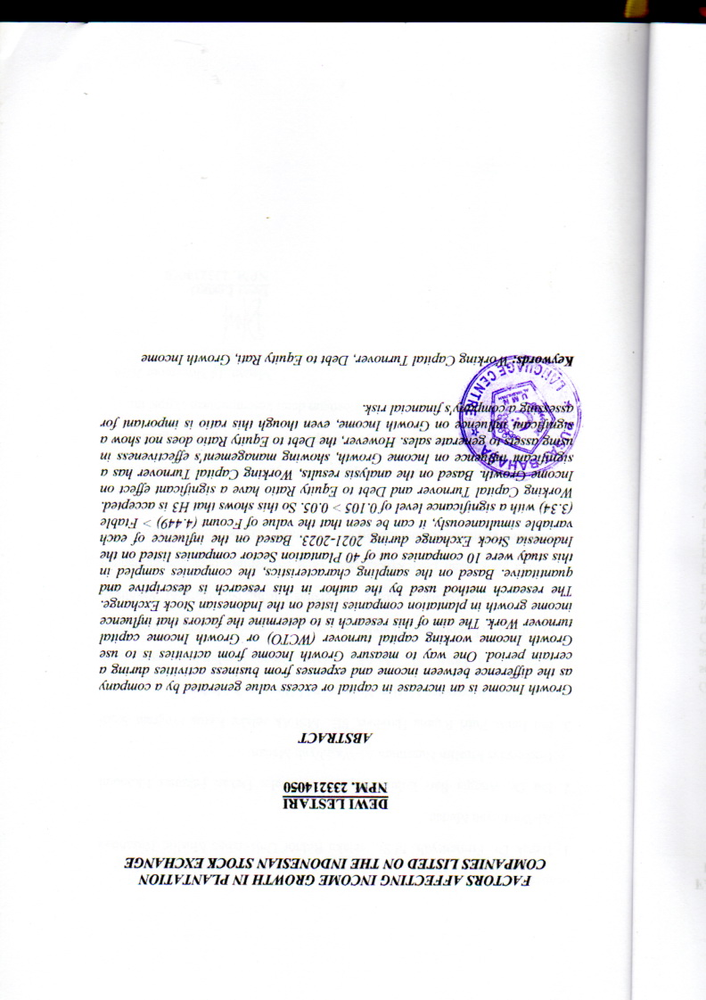 FACTORS AFFECTING INCOME GROWTH IN PLANTATION
COMPANIES LISTED ON THE INDONESIAN STOCK EXCHANGE
DEWI LESTARI
NPM. 233214050
ABSTRACT
Growth Income is an increase in capital or excess value generated by a company
as the difference between income and expenses from business activities during a
certain period. One way to measure Growth Income from activities is to use
Growth Income working capital turnover (WCTO) or Growth Income capital
turnover Work. The aim of this research is to determine the factors that influence
income growth in plantation companies listed on the Indonesian Stock Exchange.
The research method used by the author in this research is descriptive and
quantitative. Based on the sampling characteristics, the companies sampled in
this study were 10 companies out of 40 Plantation Sector companies listed on the
Indonesia Stock Exchange during 2021-2023. Based on the influence of each
variable simultaneously, it can be seen that the value of Fcount (4.449) > Ftable
(3.34) with a significance level of 0.105 > 0.05. So this shows that H3 is accepted.
Working Capital Turnover and Debt to Equity Ratio have a significant effect on
Income Growth. Based on the analysis results, Working Capital Turnover has a
significant influence on Income Growth, showing management's effectiveness in
using assets to generate sales. However, the Debt to Equity Ratio does not show a
significant influence on Growth Income, even though this ratio is important for
assessing a company's financial risk.
Keywords: Working Capital Turnover, Debt to Equity Rati, Growth Income
PUSAT BAHASA
LANGUAGE CENTRE
UMN